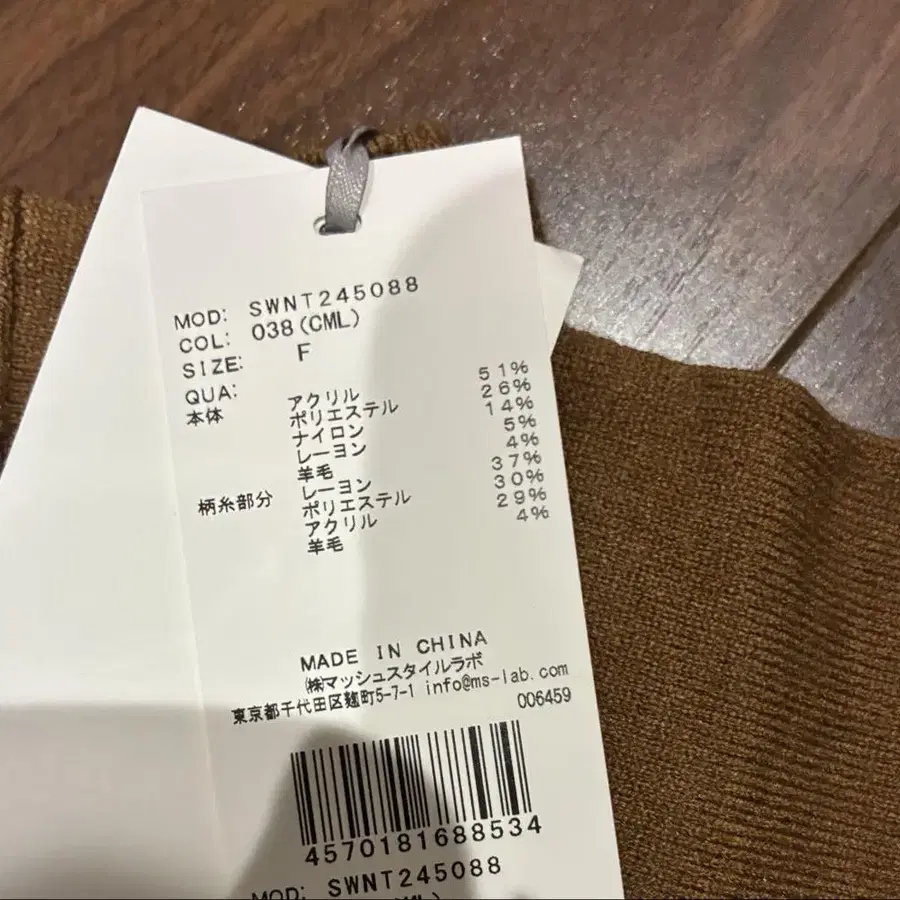 MOD: SWNT245088
COL: 038(CML)
SIZE: F
QUA:
本体 アクリル 51%
ポリエステル 26%
ナイロン 14%
レーヨン 5%
羊毛 4%
柄糸部分 レーヨン 37%
ポリエステル 30%
アクリル 29%
羊毛 4%
MADE IN CHINA
㈱マッシュスタイルラボ
東京都千代田区麹町5-7-1 info@ms-lab.com
006459
4570181688534
MOD: SWNT245088